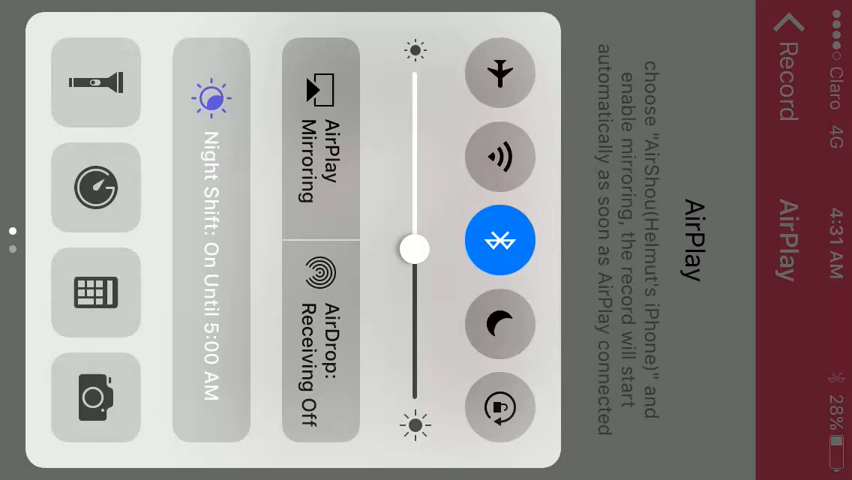 Claro 4G 4:31 AM 28%
Record AirPlay
AirPlay
choose "AirShou(Helmut's iPhone)" and
enable mirroring, the record will start
automatically as soon as AirPlay connected
AirPlay
Mirroring
AirDrop:
Receiving Off
Night Shift: On Until 5:00 AM